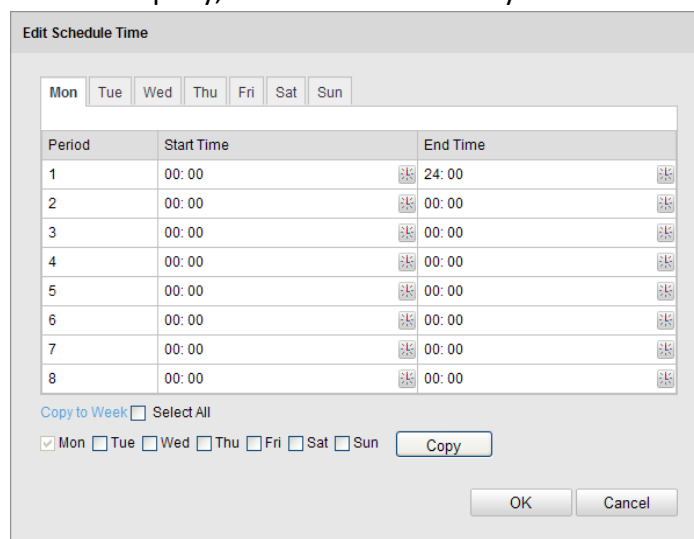 Edit Schedule Time
Mon Tue Wed Thu Fri Sat Sun
Period Start Time End Time
1 00: 00 24: 00
2 00: 00 00: 00
3 00: 00 00: 00
4 00: 00 00: 00
5 00: 00 00: 00
6 00: 00 00: 00
7 00: 00 00: 00
8 00: 00 00: 00
Copy to Week Select All
Mon Tue Wed Thu Fri Sat Sun Copy
OK Cancel